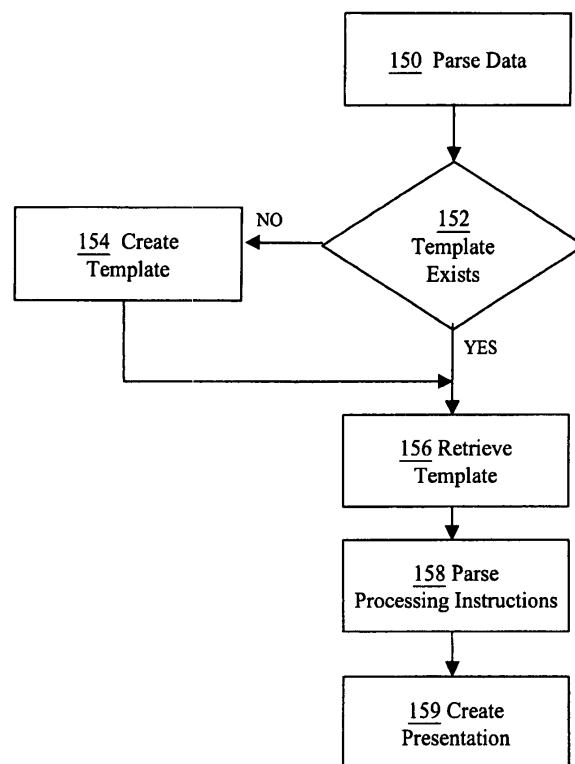 150 Parse Data
152
Template
Exists
NO
154 Create
Template
YES
156 Retrieve
Template
158 Parse
Processing Instructions
159 Create
Presentation